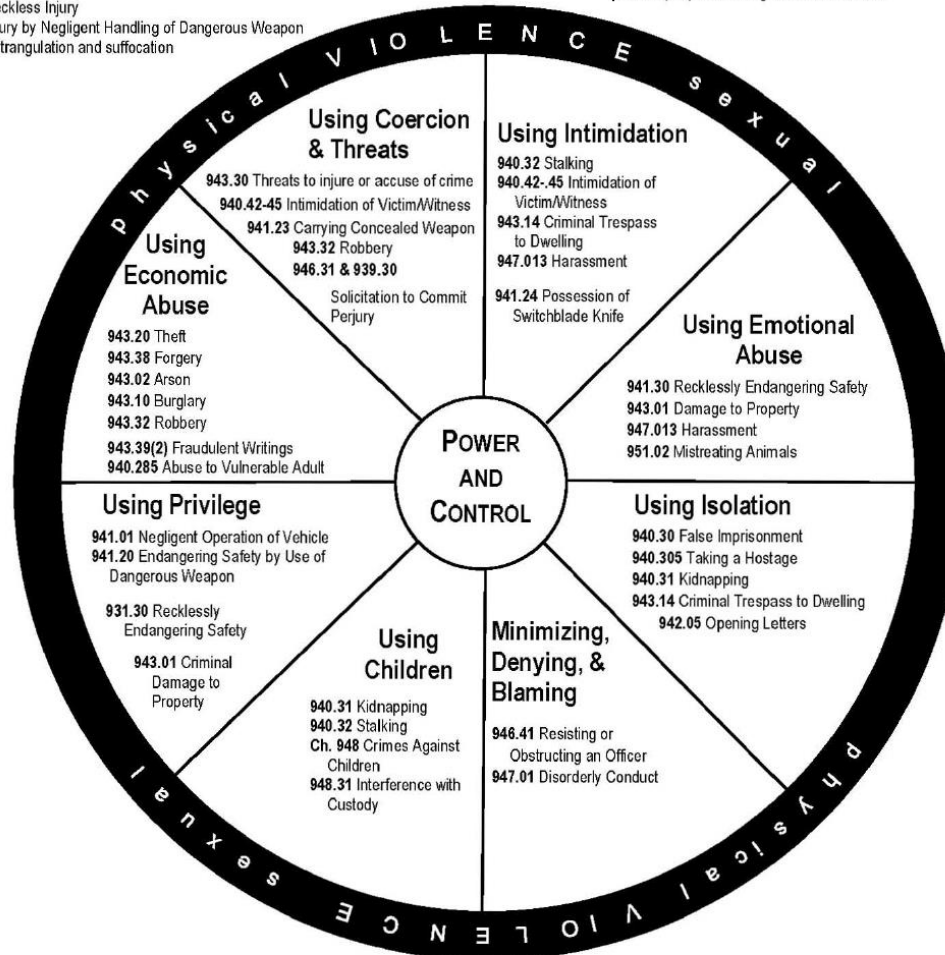 Injury by Negligent Handling of Dangerous Weapon
physical VIOLENCE sexual
Using Coercion
& Threats
943.30 Threats to injure or accuse of crime
940.42-45 Intimidation of Victim/Witness
941.23 Carrying Concealed Weapon
943.32 Robbery
946.31 & 939.30
Solicitation to Commit
Perjury
Using Intimidation
940.32 Stalking
940.42-.45 Intimidation of
Victim/Witness
943.14 Criminal Trespass
to Dwelling
947.013 Harassment
941.24 Possession of
Switchblade Knife
Using
Economic
Abuse
943.20 Theft
943.38 Forgery
943.02 Arson
943.10 Burglary
943.32 Robbery
943.39(2) Fraudulent Writings
940.285 Abuse to Vulnerable Adult
Using Emotional
Abuse
941.30 Recklessly Endangering Safety
943.01 Damage to Property
947.013 Harassment
951.02 Mistreating Animals
POWER
AND
CONTROL
Using Privilege
941.01 Negligent Operation of Vehicle
941.20 Endangering Safety by Use of
Dangerous Weapon
931.30 Recklessly
Endangering Safety
943.01 Criminal
Damage to
Property
Using Isolation
940.30 False Imprisonment
940.305 Taking a Hostage
940.31 Kidnapping
943.14 Criminal Trespass to Dwelling
942.05 Opening Letters
Using
Children
940.31 Kidnapping
940.32 Stalking
Ch. 948 Crimes Against
Children
948.31 Interference with
Custody
Minimizing,
Denying, &
Blaming
946.41 Resisting or
Obstructing an Officer
947.01 Disorderly Conduct
physical VIOLENCE sexual